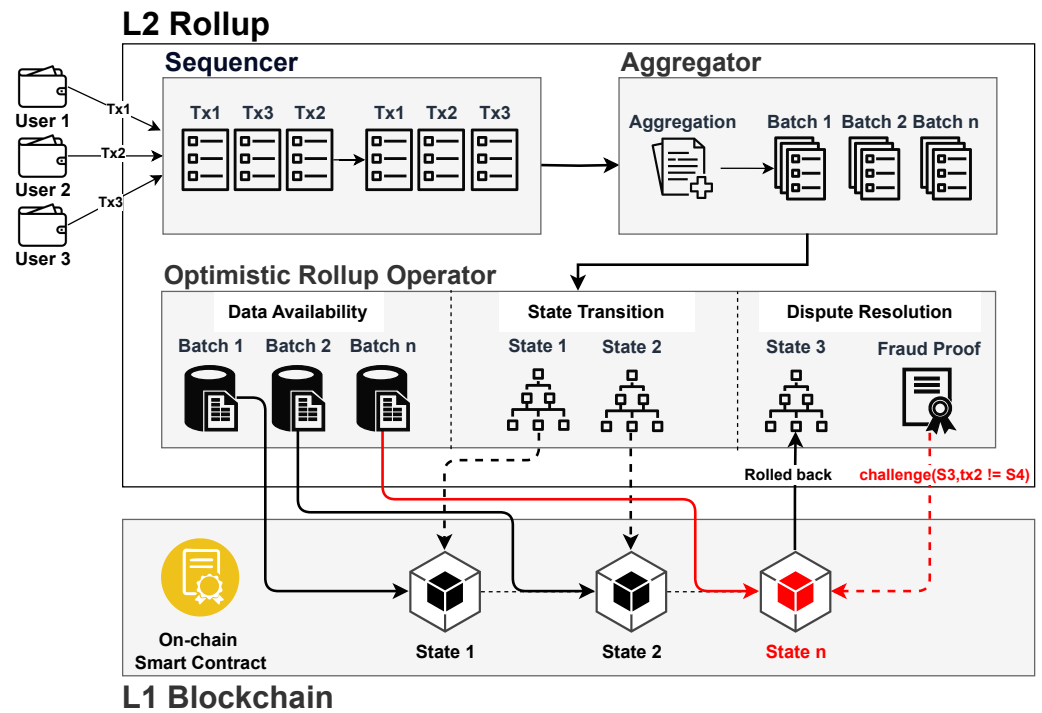 L2 Rollup
Sequencer
Aggregator
User 1
User 2
User 3
Tx1
Tx2
Tx3
Tx1 Tx3 Tx2 Tx1 Tx2 Tx3
Aggregation Batch 1 Batch 2 Batch n
Optimistic Rollup Operator
Data Availability
Batch 1 Batch 2 Batch n
State Transition
State 1 State 2
Dispute Resolution
State 3 Fraud Proof
Rolled back
challenge(S3,tx2 != S4)
On-chain
Smart Contract
State 1
State 2
State n
L1 Blockchain